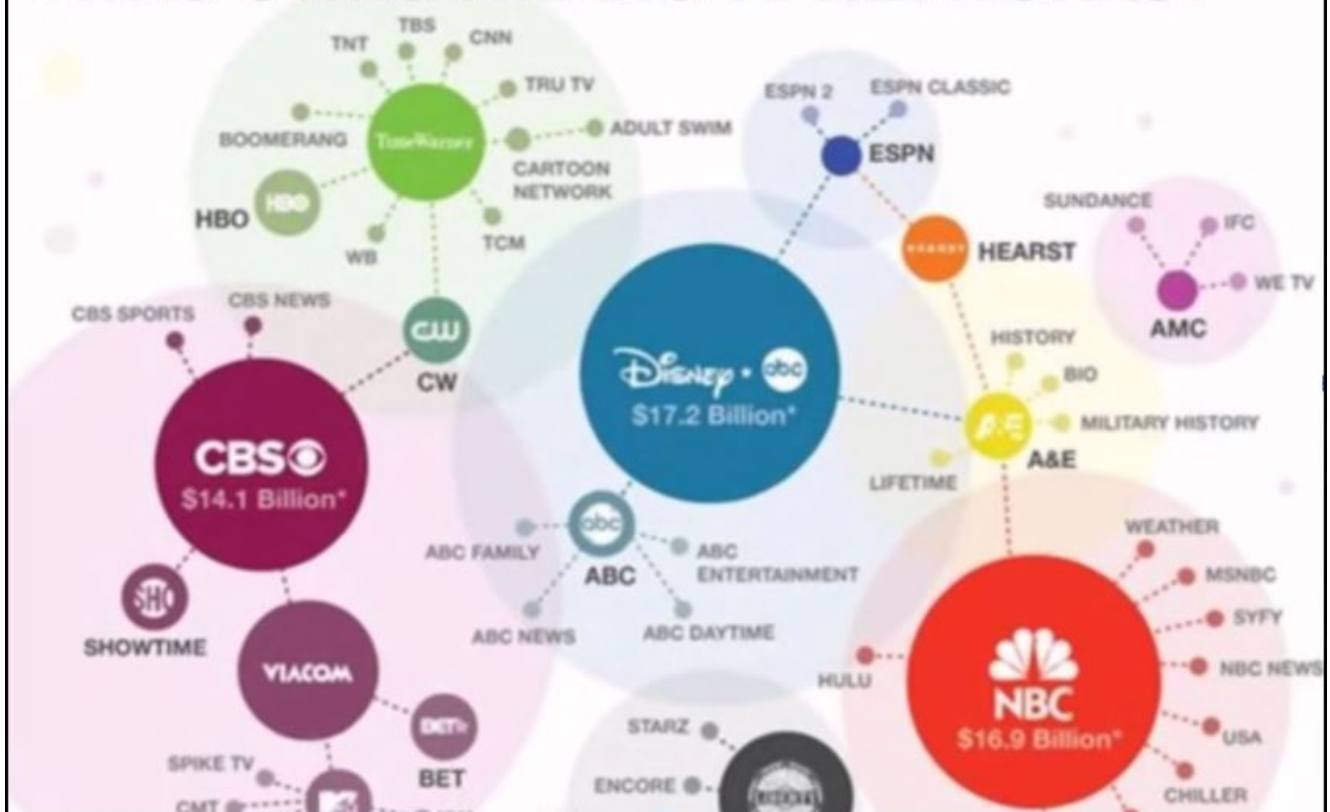 TBS
TNT
CNN
TRU TV
BOOMERANG
TimeWarner
ADULT SWIM
CARTOON
NETWORK
HBO
HBO
WB
TCM
ESPN 2
ESPN CLASSIC
ESPN
HEARST
HEARST
SUNDANCE
IFC
WE TV
AMC
CBS SPORTS
CBS NEWS
CW
CW
DISNEY • abc
$17.2 Billion*
HISTORY
BIO
MILITARY HISTORY
A&E
A&E
LIFETIME
CBS
$14.1 Billion*
abc
ABC FAMILY
ABC
ABC
ENTERTAINMENT
ABC NEWS
ABC DAYTIME
SHO
SHOWTIME
VIACOM
BET
BET
SPIKE TV
CMT
WEATHER
MSNBC
SYFY
NBC NEWS
HULU
NBC
$16.9 Billion*
USA
CHILLER
STARZ
ENCORE
LIBERTY